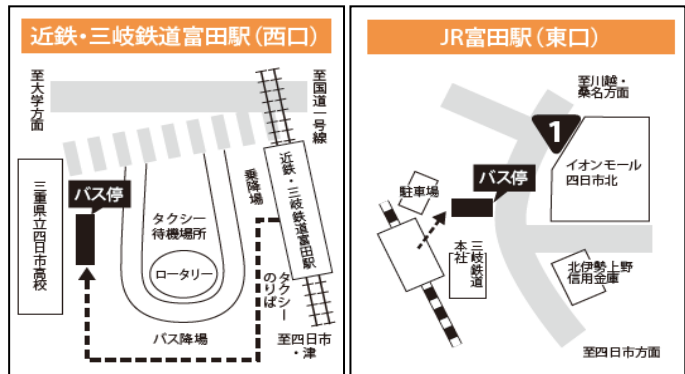 近鉄・三岐鉄道富田駅（西口）
至大学方面
至国道一号線
三重県立四日市高校
バス停
タクシー
待機場所
ロータリー
乗降場
近鉄・三岐鉄道富田駅
タクシー
のりば
バス降場
至四日市
・津
JR富田駅（東口）
至川越・
桑名方面
1
イオンモール
四日市北
駐車場
バス停
三岐鉄道
本社
北伊勢上野
信用金庫
至四日市方面